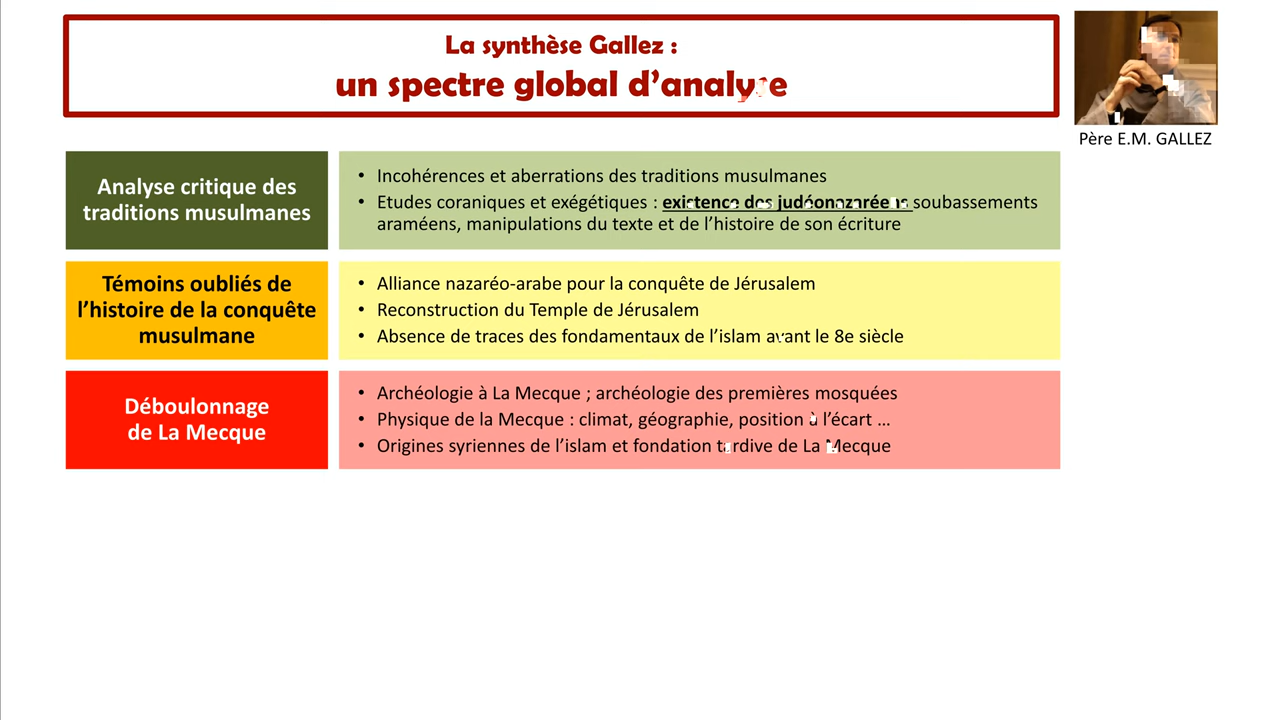 La synthèse Gallez :
un spectre global d’analyse
Père E.M. GALLEZ
Analyse critique des
traditions musulmanes
• Incohérences et aberrations des traditions musulmanes
• Etudes coraniques et exégétiques : existence des judéonazaréens soubassements
araméens, manipulations du texte et de l’histoire de son écriture
Témoins oubliés de
l’histoire de la conquête
musulmane
• Alliance nazaréo-arabe pour la conquête de Jérusalem
• Reconstruction du Temple de Jérusalem
• Absence de traces des fondamentaux de l’islam avant le 8e siècle
Déboulonnage
de La Mecque
• Archéologie à La Mecque ; archéologie des premières mosquées
• Physique de la Mecque : climat, géographie, position à l’écart ...
• Origines syriennes de l’islam et fondation tardive de La Mecque